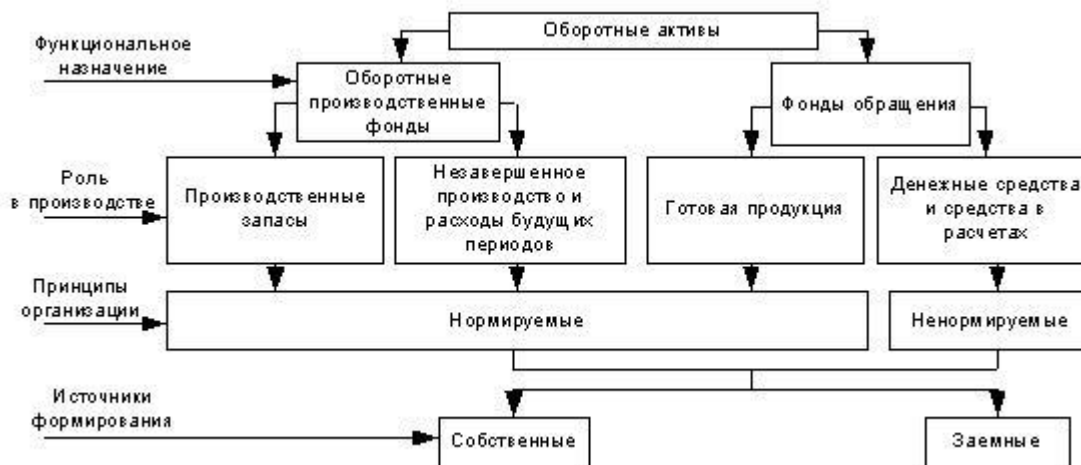 Оборотные активы
Функциональное
назначение
Оборотные
производственные
фонды
Фонды обращения
Роль
в производстве
Производственные
запасы
Незавершенное
производство и
расходы будущих
периодов
Готовая продукция
Денежные средства
и средства в
расчетах
Принципы
организации
Нормируемые
Ненормируемые
Источники
формирования
Собственные
Заемные